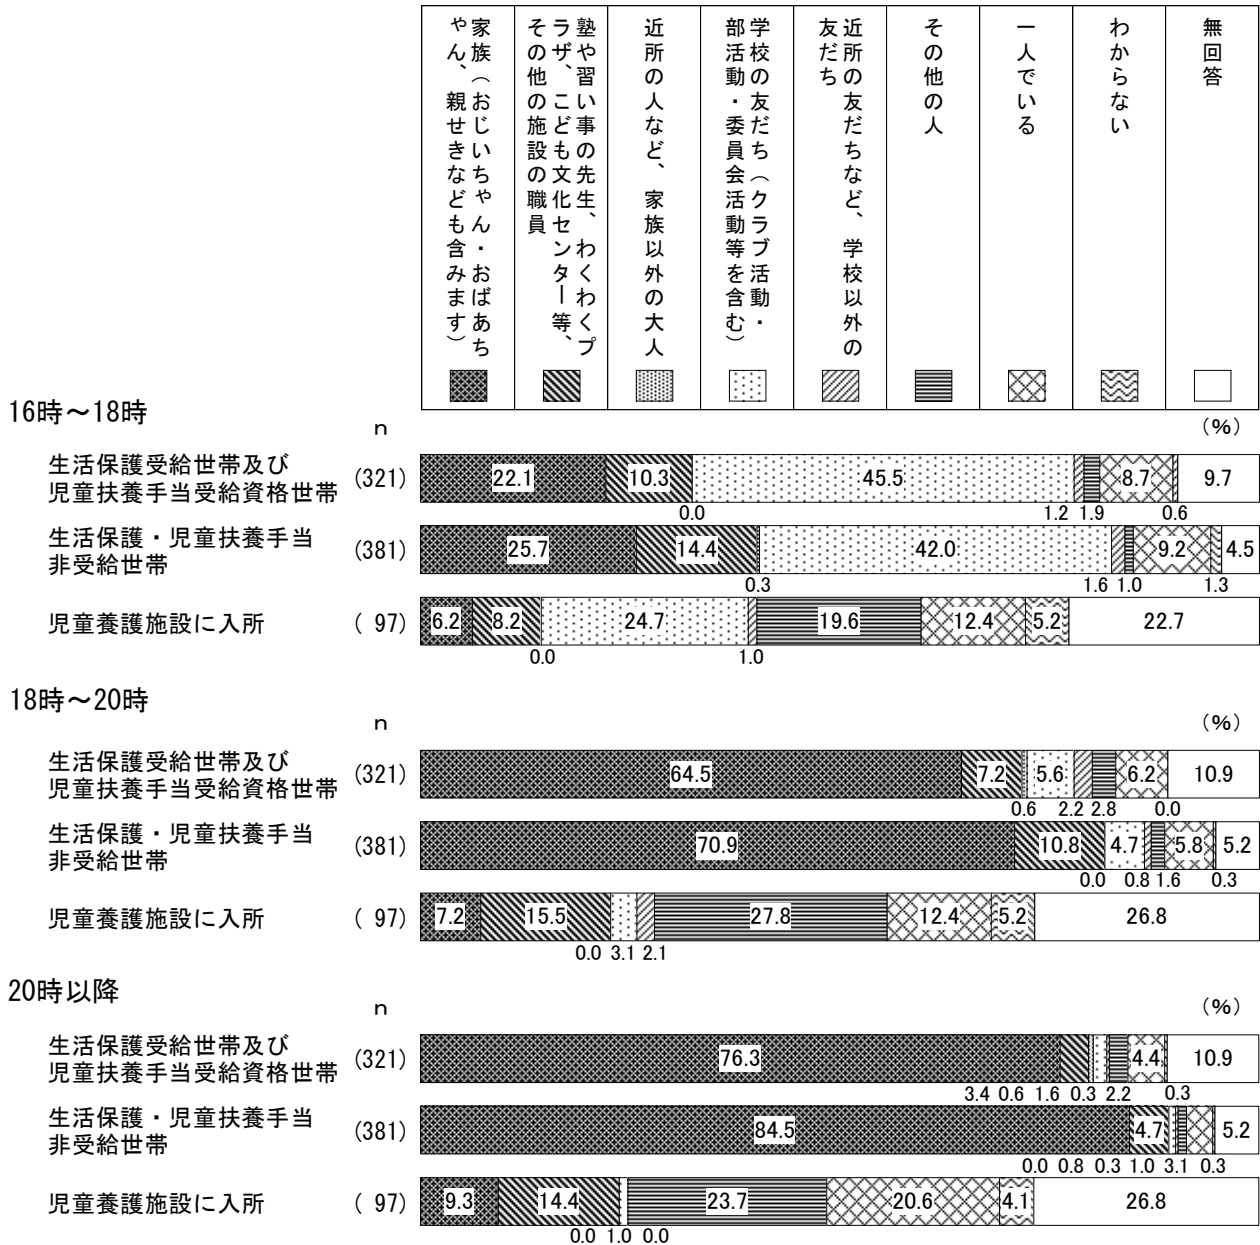 家族（おじいちゃん・おばあち
ゃん、親せきなども含みます）
塾や習い事の先生、わくわくプ
ラザ、こども文化センター等、
その他の施設の職員
近所の人など、家族以外の大人
学校の友だち（クラブ活動・
部活動・委員会活動等を含む）
近所の友だちなど、学校以外の
友だち
その他の人
一人でいる
わからない
無回答
16時～18時
n
(%)
生活保護受給世帯及び
児童扶養手当受給資格世帯
(321)
22.1 10.3 45.5 8.7 9.7
0.0 1.2 1.9 0.6
生活保護・児童扶養手当
非受給世帯
(381)
25.7 14.4 42.0 9.2 4.5
0.3 1.6 1.0 1.3
児童養護施設に入所
( 97)
6.2 8.2 24.7 19.6 12.4 5.2 22.7
0.0 1.0
18時～20時
n
(%)
生活保護受給世帯及び
児童扶養手当受給資格世帯
(321)
64.5 7.2 5.6 6.2 10.9
0.6 2.2 2.8 0.0
生活保護・児童扶養手当
非受給世帯
(381)
70.9 10.8 4.7 5.8 5.2
0.0 0.8 1.6 0.3
児童養護施設に入所
( 97)
7.2 15.5 27.8 12.4 5.2 26.8
0.0 3.1 2.1
20時以降
n
(%)
生活保護受給世帯及び
児童扶養手当受給資格世帯
(321)
76.3 4.4 10.9
3.4 0.6 1.6 0.3 2.2 0.3
生活保護・児童扶養手当
非受給世帯
(381)
84.5 4.7 5.2
0.0 0.8 0.3 1.0 3.1 0.3
児童養護施設に入所
( 97)
9.3 14.4 23.7 20.6 4.1 26.8
0.0 1.0 0.0